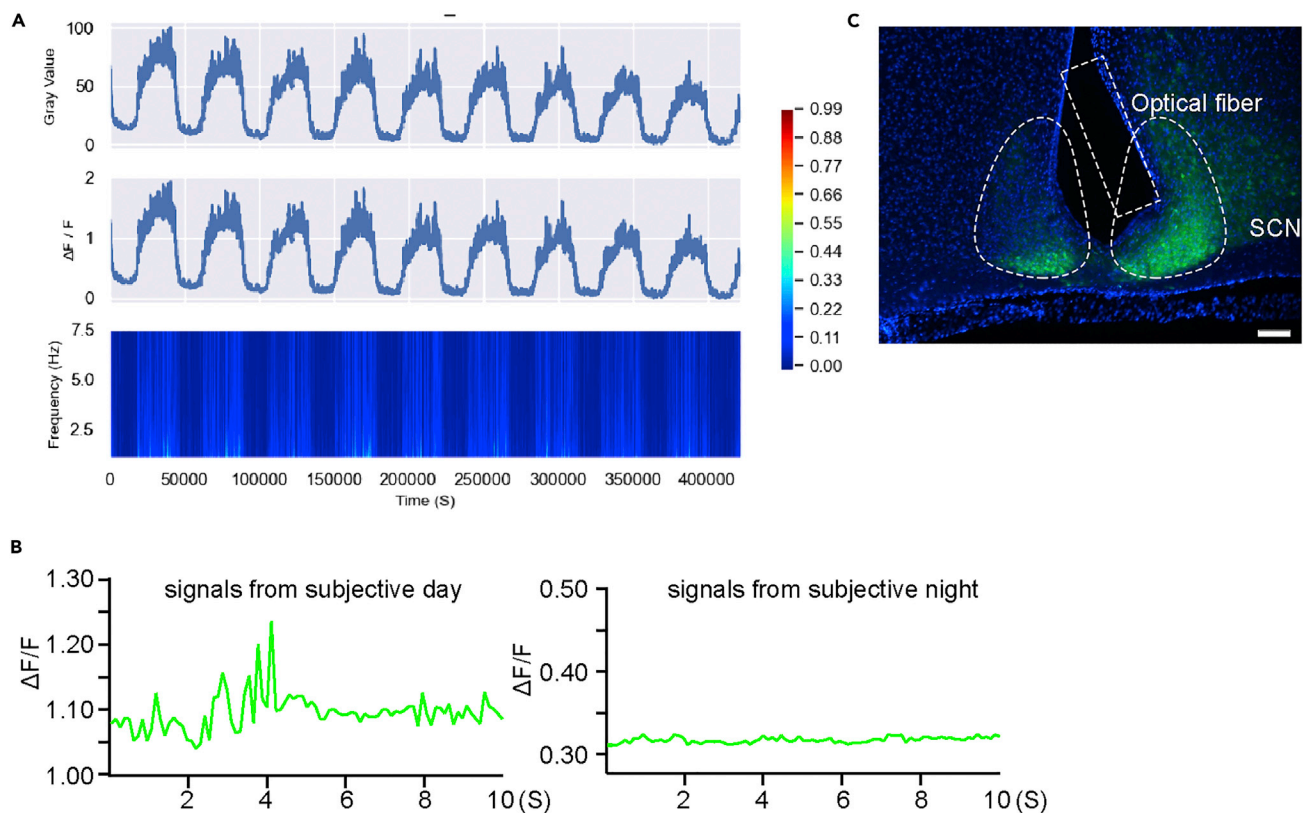 A
100
50
0
Gray Value
2
1
0
ΔF / F
7.5
5.0
2.5
Frequency (Hz)
0 50000 100000 150000 200000 250000 300000 350000 400000
Time (S)
0.99
0.88
0.77
0.66
0.55
0.44
0.33
0.22
0.11
0.00
C
Optical fiber
SCN
B
signals from subjective day
1.30
1.20
1.10
1.00
ΔF/F
2 4 6 8 10 (S)
signals from subjective night
0.50
0.40
0.30
ΔF/F
2 4 6 8 10 (S)